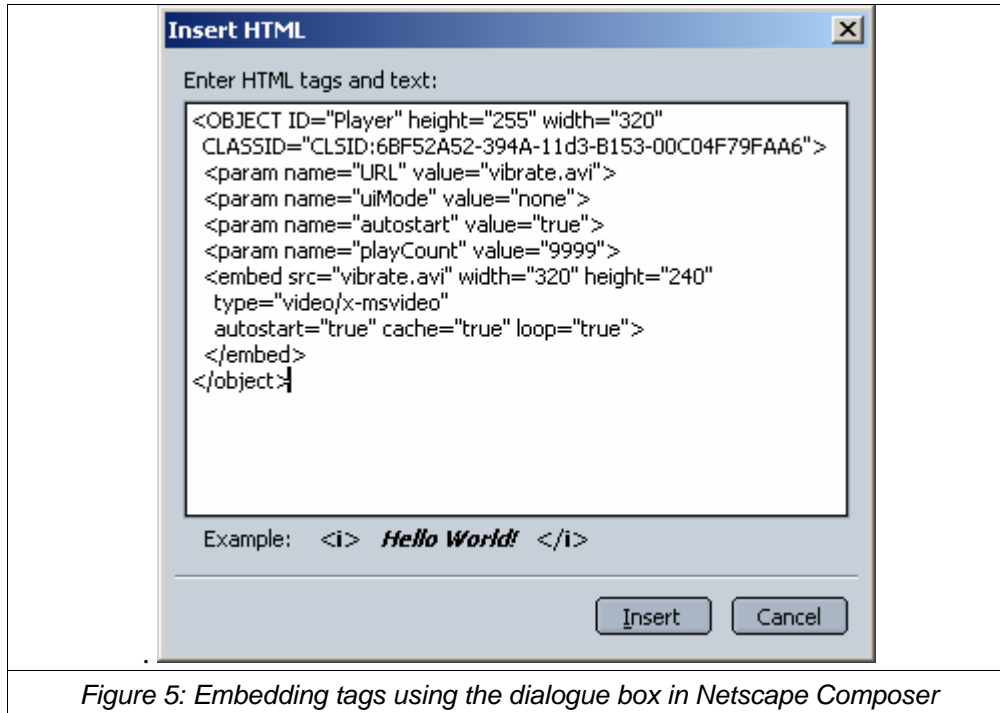 Insert HTML
Enter HTML tags and text:
<OBJECT ID="Player" height="255" width="320"
CLASSID="CLSID:6BF52A52-394A-11d3-B153-00C04F79FAA6">
<param name="URL" value="vibrate.avi">
<param name="uiMode" value="none">
<param name="autostart" value="true">
<param name="playCount" value="9999">
<embed src="vibrate.avi" width="320" height="240"
type="video/x-msvideo"
autostart="true" cache="true" loop="true">
</embed>
</object>
Example: <i> Hello World! </i>
Insert Cancel
.
Figure 5: Embedding tags using the dialogue box in Netscape Composer